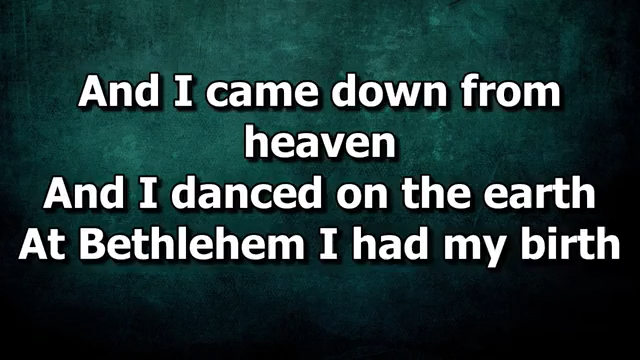 And I came down from
heaven
And I danced on the earth
At Bethlehem I had my birth